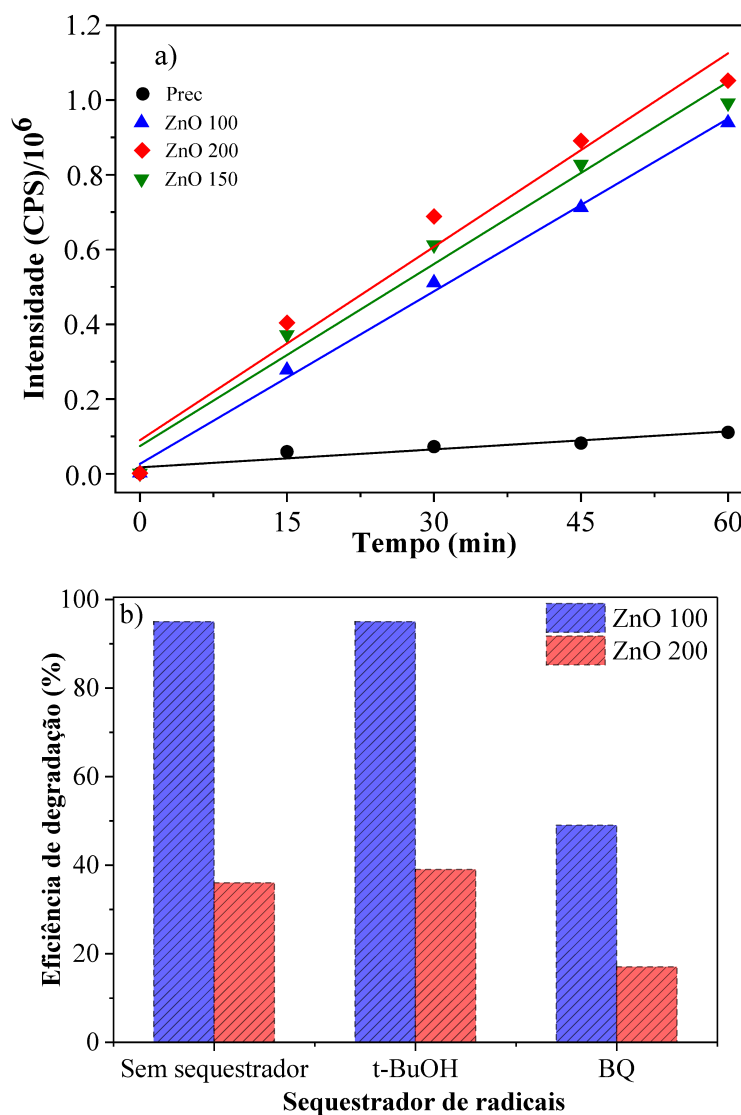 a)
Prec
ZnO 100
ZnO 200
ZnO 150
Intensidade (CPS)/10⁶
1.2
1.0
0.8
0.6
0.4
0.2
0.0
0 15 30 45 60
Tempo (min)
b)
ZnO 100
ZnO 200
Eficiência de degradação (%)
100
80
60
40
20
0
Sem sequestrador t-BuOH BQ
Sequestrador de radicais